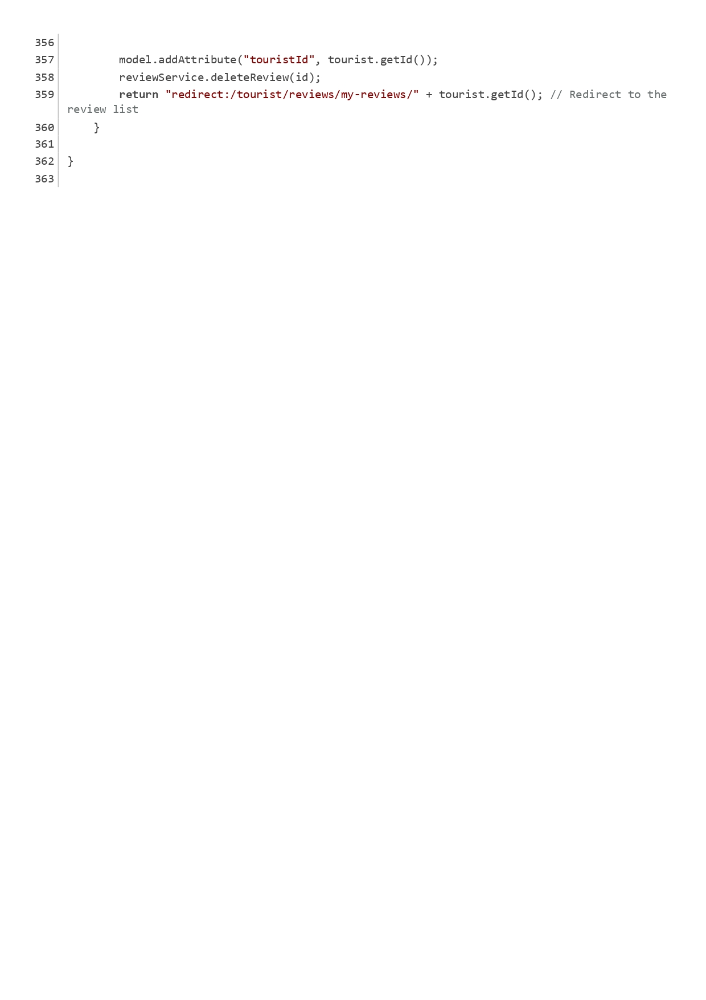 356
357         model.addAttribute("touristId", tourist.getId());
358         reviewService.deleteReview(id);
359         return "redirect:/tourist/reviews/my-reviews/" + tourist.getId(); // Redirect to the
review list
360     }
361
362 }
363